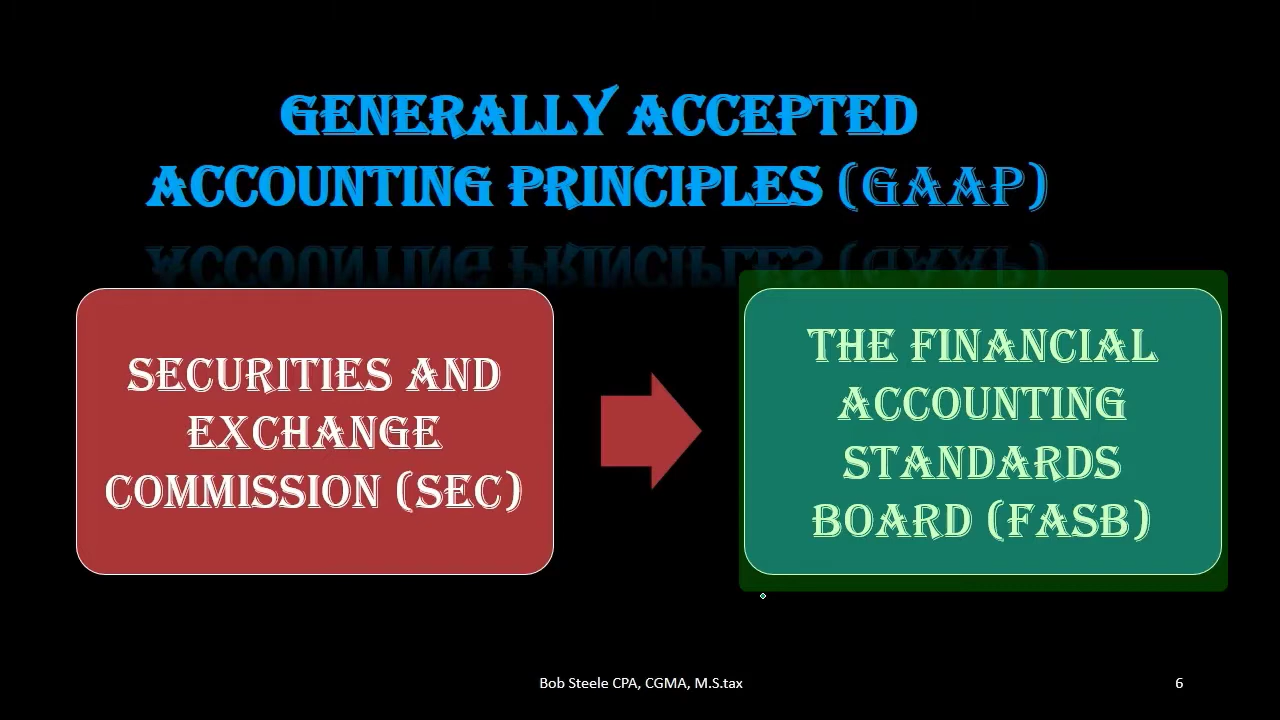 GENERALLY ACCEPTED
ACCOUNTING PRINCIPLES (GAAP)
SECURITIES AND
EXCHANGE
COMMISSION (SEC)
THE FINANCIAL
ACCOUNTING
STANDARDS
BOARD (FASB)
Bob Steele CPA, CGMA, M.S.tax
6